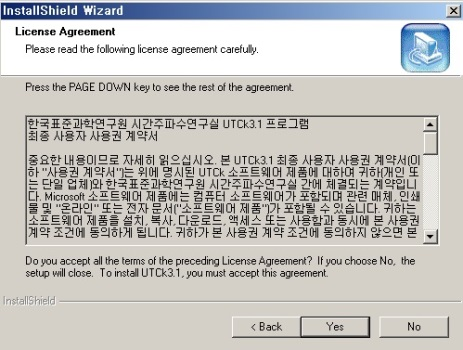 InstallShield Wizard
License Agreement
Please read the following license agreement carefully.
Press the PAGE DOWN key to see the rest of the agreement.
한국표준과학연구원 시간주파수연구실 UTCk3.1 프로그램
최종 사용자 사용권 계약서
중요한 내용이므로 자세히 읽으십시오. 본 UTCk3.1 최종 사용자 사용권 계약서(이
하 "사용권 계약서")는 위에 명시된 UTCk 소프트웨어 제품에 대하여 귀하(개인 또
는 단일 업체)와 한국표준과학연구원 시간주파수연구실 간에 체결되는 계약입니
다. Microsoft 소프트웨어 제품에는 컴퓨터 소프트웨어가 포함되며 관련 매체, 인쇄
물 및 "온라인" 또는 전자 문서("소프트웨어 제품")가 포함될 수 있습니다. 귀하는
소프트웨어 제품을 설치, 복사, 다운로드, 액세스 또는 사용함과 동시에 본 사용권
계약 조건에 동의하게 됩니다. 귀하가 본 사용권 계약 조건에 동의하지 않으면 본
Do you accept all the terms of the preceding License Agreement? If you choose No, the
setup will close. To install UTCk3.1, you must accept this agreement.
InstallShield
< Back
Yes
No